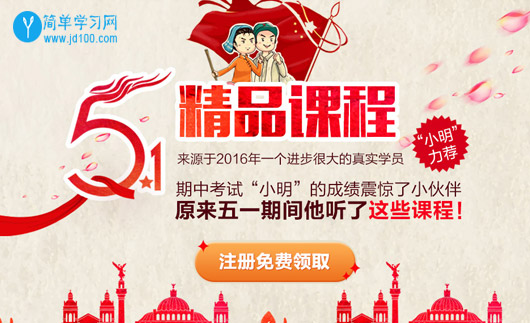 简单学习网
www.jd100.com
5.1
精品课程
来源于2016年一个进步很大的真实学员
“小明”
力荐
期中考试“小明”的成绩震惊了小伙伴
原来五一期间他听了这些课程！
注册免费领取